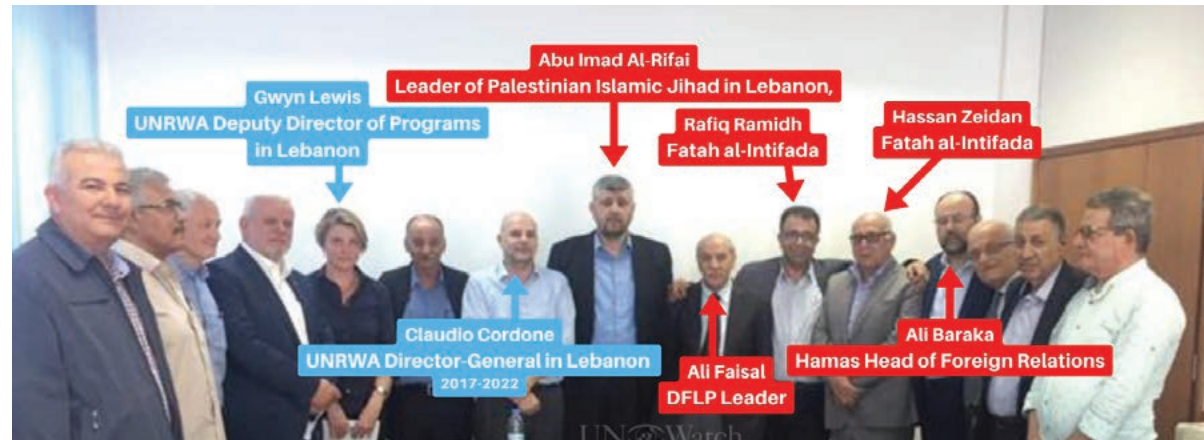 Abu Imad Al-Rifai
Leader of Palestinian Islamic Jihad in Lebanon,
Gwyn Lewis
UNRWA Deputy Director of Programs
in Lebanon
Rafiq Ramidh
Fatah al-Intifada
Hassan Zeidan
Fatah al-Intifada
Claudio Cordone
UNRWA Director-General in Lebanon
2017-2022
Ali Faisal
DFLP Leader
Ali Baraka
Hamas Head of Foreign Relations
UN Watch